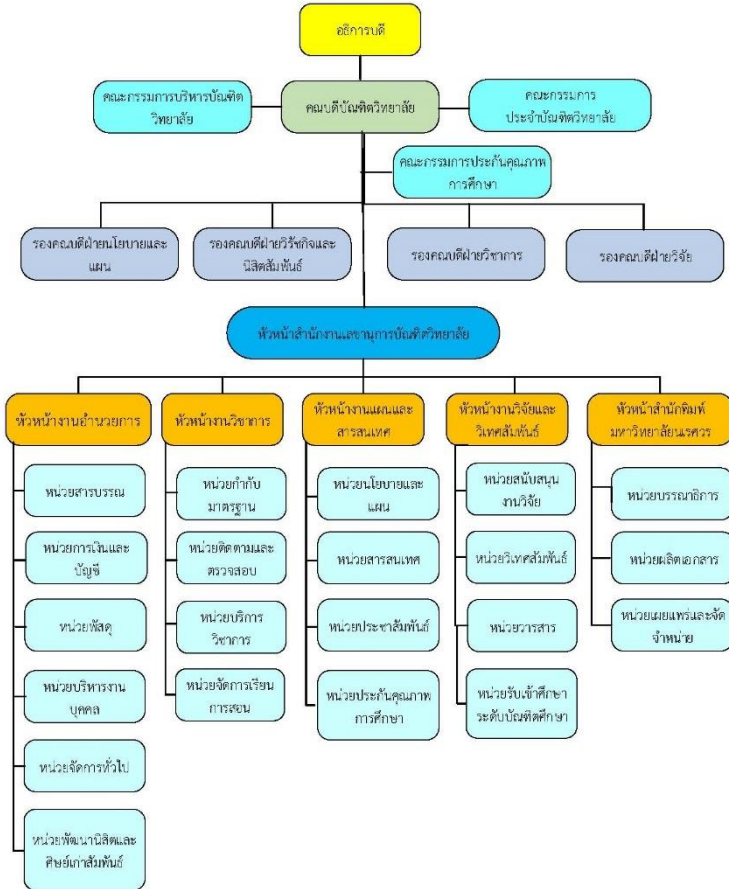 อธิการบดี
คณะกรรมการบริหารบัณฑิต
วิทยาลัย
คณบดีบัณฑิตวิทยาลัย
คณะกรรมการ
ประจำบัณฑิตวิทยาลัย
คณะกรรมการประกันคุณภาพ
การศึกษา
รองคณบดีฝ่ายนโยบายและ
แผน
รองคณบดีฝ่ายวิรัชกิจและ
นิสิตสัมพันธ์
รองคณบดีฝ่ายวิชาการ
รองคณบดีฝ่ายวิจัย
หัวหน้าสำนักงานเลขานุการบัณฑิตวิทยาลัย
หัวหน้างานอำนวยการ
หน่วยสารบรรณ
หน่วยการเงินและ
บัญชี
หน่วยพัสดุ
หน่วยบริหารงาน
บุคคล
หน่วยจัดการทั่วไป
หน่วยพัฒนานิสิตและ
ศิษย์เก่าสัมพันธ์
หัวหน้างานวิชาการ
หน่วยกำกับ
มาตรฐาน
หน่วยติดตามและ
ตรวจสอบ
หน่วยบริการ
วิชาการ
หน่วยจัดการเรียน
การสอน
หัวหน้างานแผนและ
สารสนเทศ
หน่วยนโยบายและ
แผน
หน่วยสารสนเทศ
หน่วยประชาสัมพันธ์
หน่วยประกันคุณภาพ
การศึกษา
หัวหน้างานวิจัยและ
วิเทศสัมพันธ์
หน่วยสนับสนุน
งานวิจัย
หน่วยวิเทศสัมพันธ์
หน่วยวารสาร
หน่วยรับเข้าศึกษา
ระดับบัณฑิตศึกษา
หัวหน้าสำนักพิมพ์
มหาวิทยาลัยนเรศวร
หน่วยบรรณาธิการ
หน่วยผลิตเอกสาร
หน่วยเผยแพร่และจัด
จำหน่าย